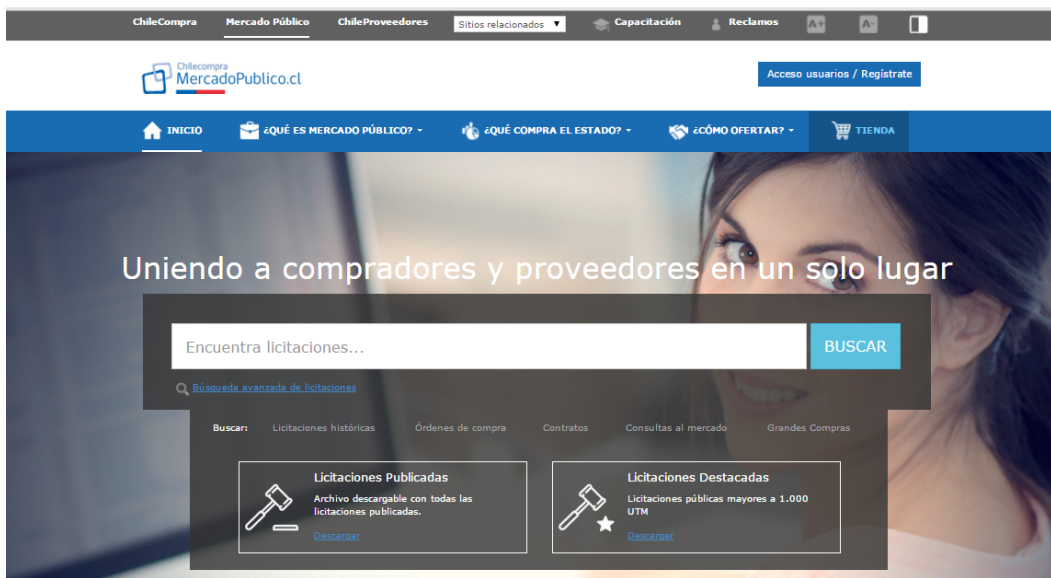 ChileCompra Mercado Público ChileProveedores Sitios relacionados ▼ Capacitación Reclamos A+ A-
Chilecompra
MercadoPublico.cl
Acceso usuarios / Regístrate
INICIO ¿QUÉ ES MERCADO PÚBLICO? ¿QUÉ COMPRA EL ESTADO? ¿CÓMO OFERTAR? TIENDA
Uniendo a compradores y proveedores en un solo lugar
Encuentra licitaciones... BUSCAR
Búsqueda avanzada de licitaciones
Buscar: Licitaciones históricas Órdenes de compra Contratos Consultas al mercado Grandes Compras
Licitaciones Publicadas
Archivo descargable con todas las
licitaciones publicadas.
Descargar
Licitaciones Destacadas
Licitaciones públicas mayores a 1.000
UTM
Descargar